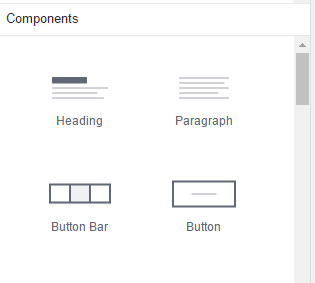 Components
Heading
Paragraph
Button Bar
Button